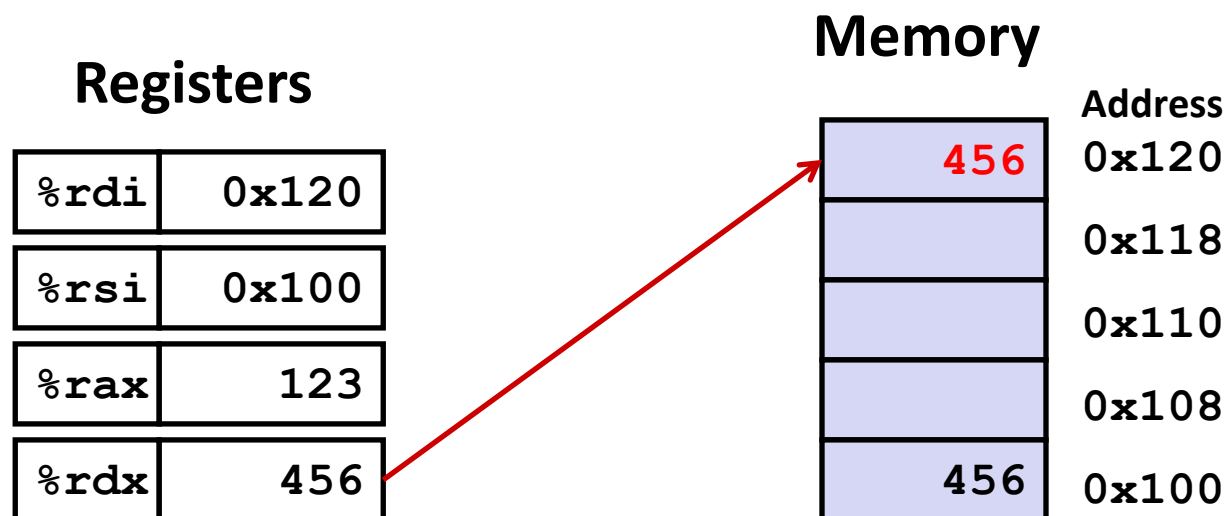 Registers
%rdi 0x120
%rsi 0x100
%rax 123
%rdx 456
Memory
Address
456 0x120
0x118
0x110
0x108
456 0x100